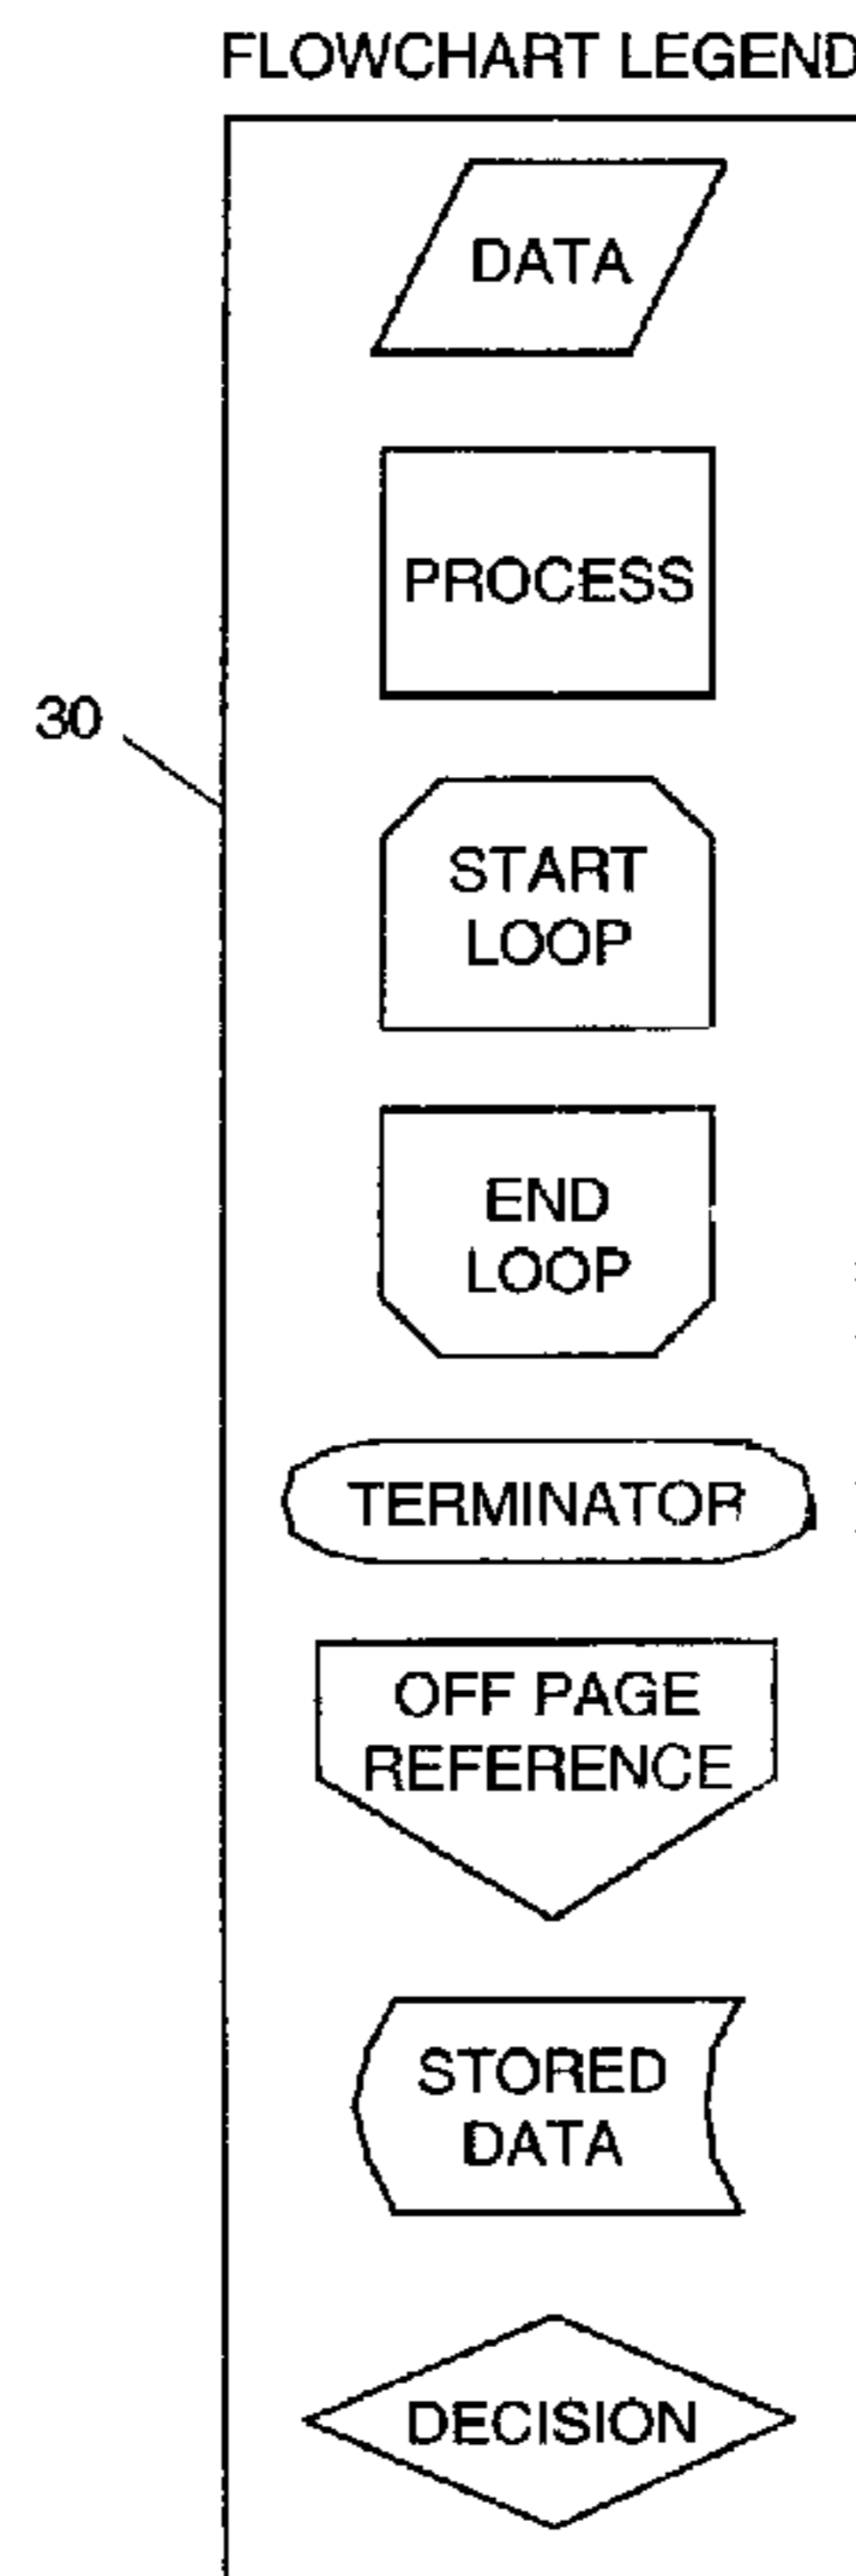 FLOWCHART LEGEND
DATA
PROCESS
30
START
LOOP
END
LOOP
TERMINATOR
OFF PAGE
REFERENCE
STORED
DATA
DECISION